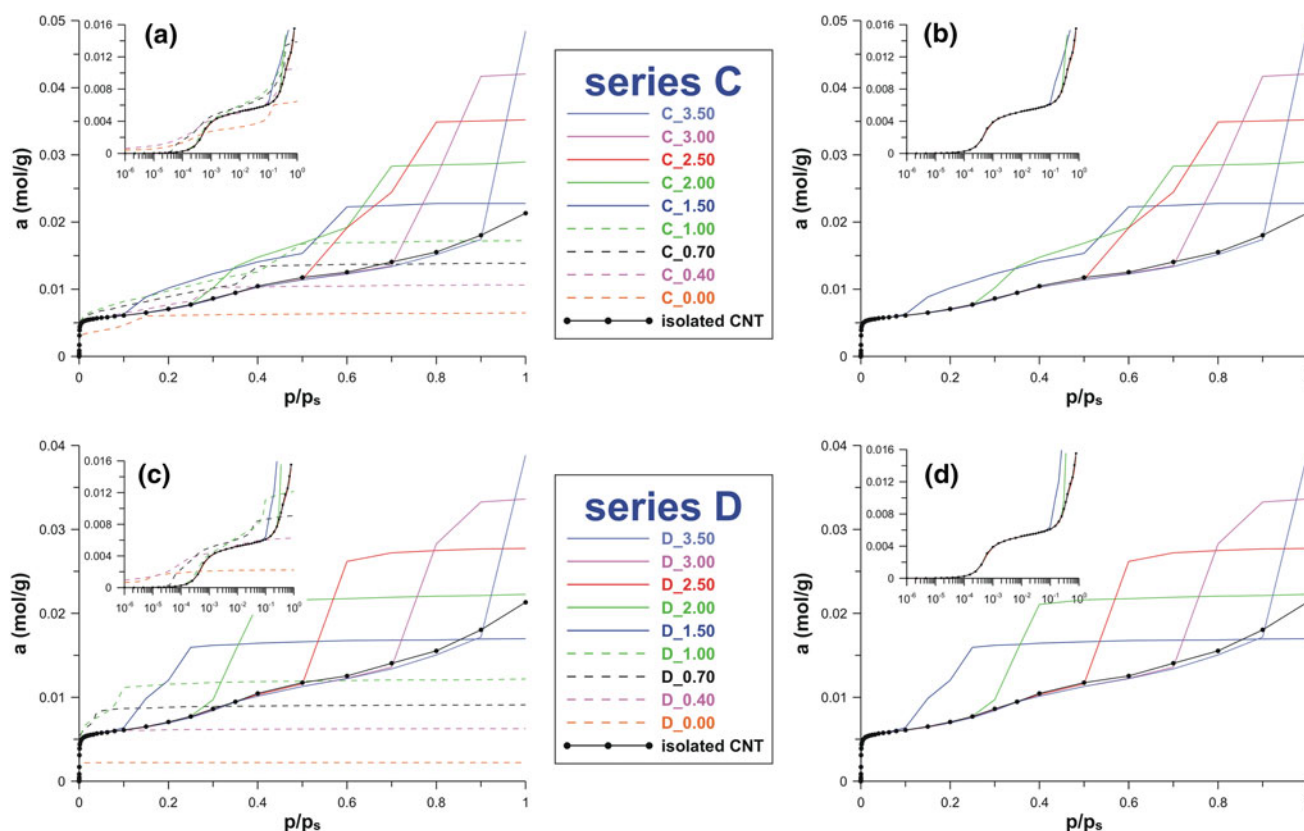 (a)
a (mol/g)
0.05
0.04
0.03
0.02
0.01
0
0 0.2 0.4 0.6 0.8 1
p/ps
0.016
0.012
0.008
0.004
0
10-6 10-5 10-4 10-3 10-2 10-1 100
series C
C_3.50
C_3.00
C_2.50
C_2.00
C_1.50
C_1.00
C_0.70
C_0.40
C_0.00
isolated CNT
(b)
a (mol/g)
0.05
0.04
0.03
0.02
0.01
0
0 0.2 0.4 0.6 0.8 1
p/ps
0.016
0.012
0.008
0.004
0
10-6 10-5 10-4 10-3 10-2 10-1 100
(c)
a (mol/g)
0.04
0.03
0.02
0.01
0
0 0.2 0.4 0.6 0.8 1
p/ps
0.016
0.012
0.008
0.004
0
10-6 10-5 10-4 10-3 10-2 10-1 100
series D
D_3.50
D_3.00
D_2.50
D_2.00
D_1.50
D_1.00
D_0.70
D_0.40
D_0.00
isolated CNT
(d)
a (mol/g)
0.04
0.03
0.02
0.01
0
0 0.2 0.4 0.6 0.8 1
p/ps
0.016
0.012
0.008
0.004
0
10-6 10-5 10-4 10-3 10-2 10-1 100